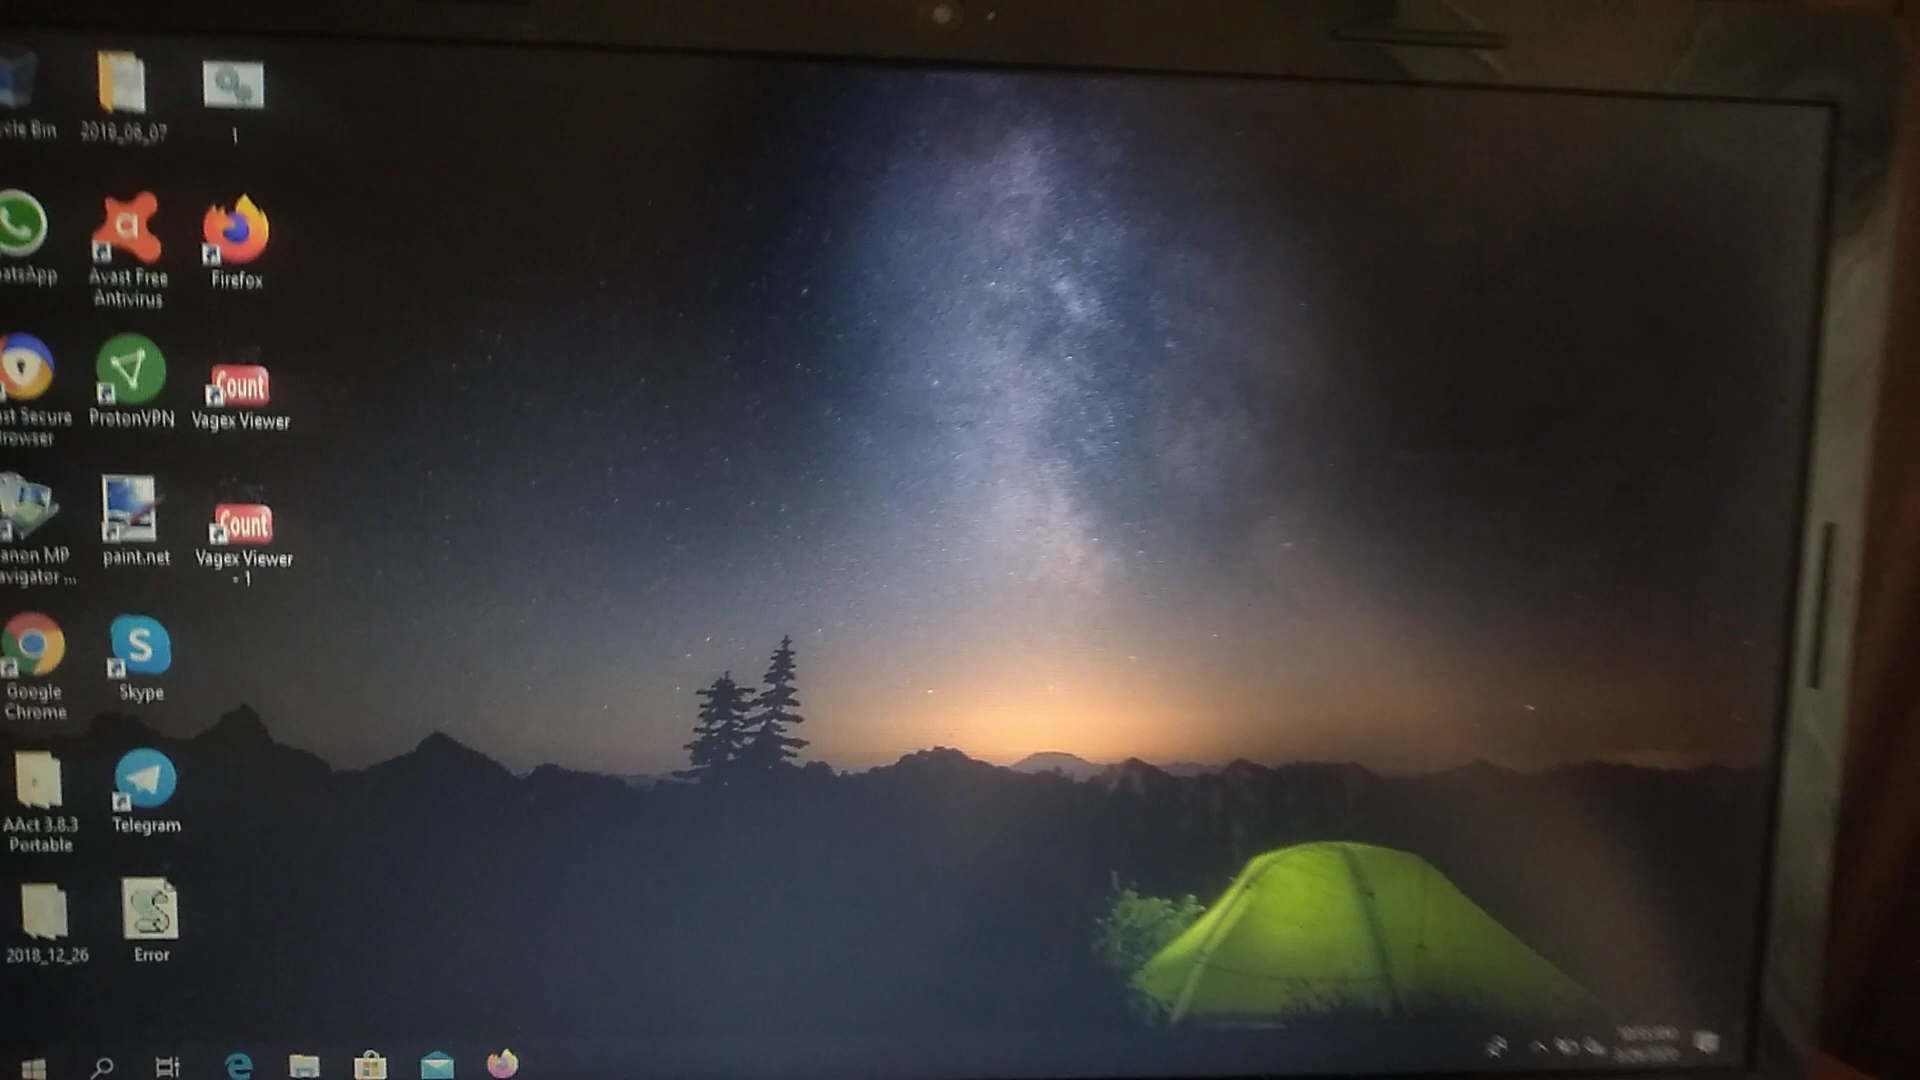 cle Bin
2019_06_07
1
atsApp
Avast Free
Antivirus
Firefox
st Secure
rowser
ProtonVPN
Count
Vagex Viewer
anon MP
avigator ...
paint.net
Count
Vagex Viewer
- 1
Google
Chrome
S
Skype
AAct 3.8.3
Portable
Telegram
2018_12_26
Error